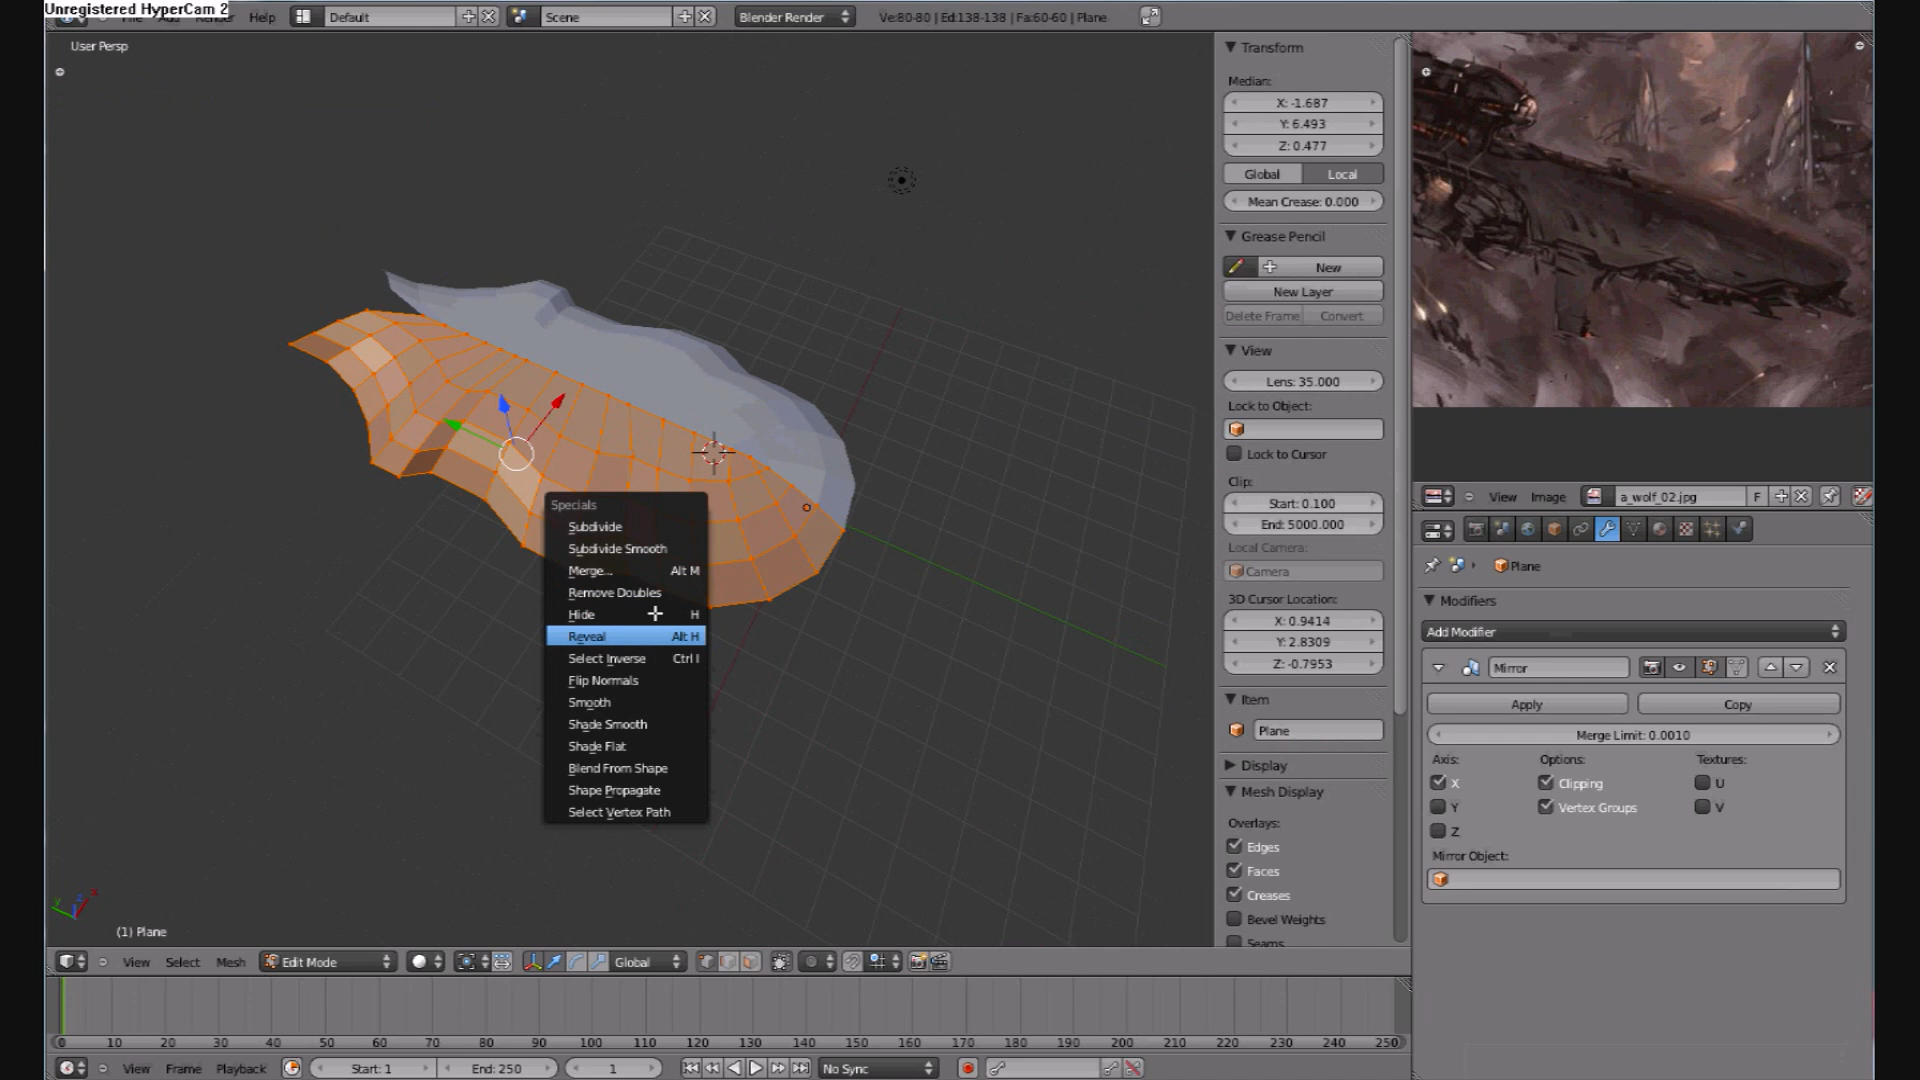 Unregistered HyperCam 2
File Add Render Help Default Scene Blender Render Ve:80-80 | Ed:138-138 | Fa:60-60 | Plane
User Persp
Transform
Median:
X: -1.687
Y: 6.493
Z: 0.477
Global Local
Mean Crease: 0.000
Grease Pencil
New
New Layer
Delete Frame Convert
View
Lens: 35.000
Lock to Object:
Lock to Cursor
Clip:
Start: 0.100
End: 5000.000
Local Camera:
Camera
3D Cursor Location:
X: 0.9414
Y: 2.8309
Z: -0.7953
Item
Plane
Display
Mesh Display
Overlays:
Edges
Faces
Creases
Bevel Weights
Seams
Specials
Subdivide
Subdivide Smooth
Merge... Alt M
Remove Doubles
Hide H
Reveal Alt H
Select Inverse Ctrl I
Flip Normals
Smooth
Shade Smooth
Shade Flat
Blend From Shape
Shape Propagate
Select Vertex Path
(1) Plane
View Select Mesh Edit Mode Global
0 10 20 30 40 50 60 70 80 90 100 110 120 130 140 150 160 170 180 190 200 210 220 230 240 250
View Frame Playback Start: 1 End: 250 1 No Sync
View Image a_wolf_02.jpg F
Plane
Modifiers
Add Modifier
Mirror
Apply Copy
Merge Limit: 0.0010
Axis: Options: Textures:
X Clipping U
Y Vertex Groups V
Z
Mirror Object: